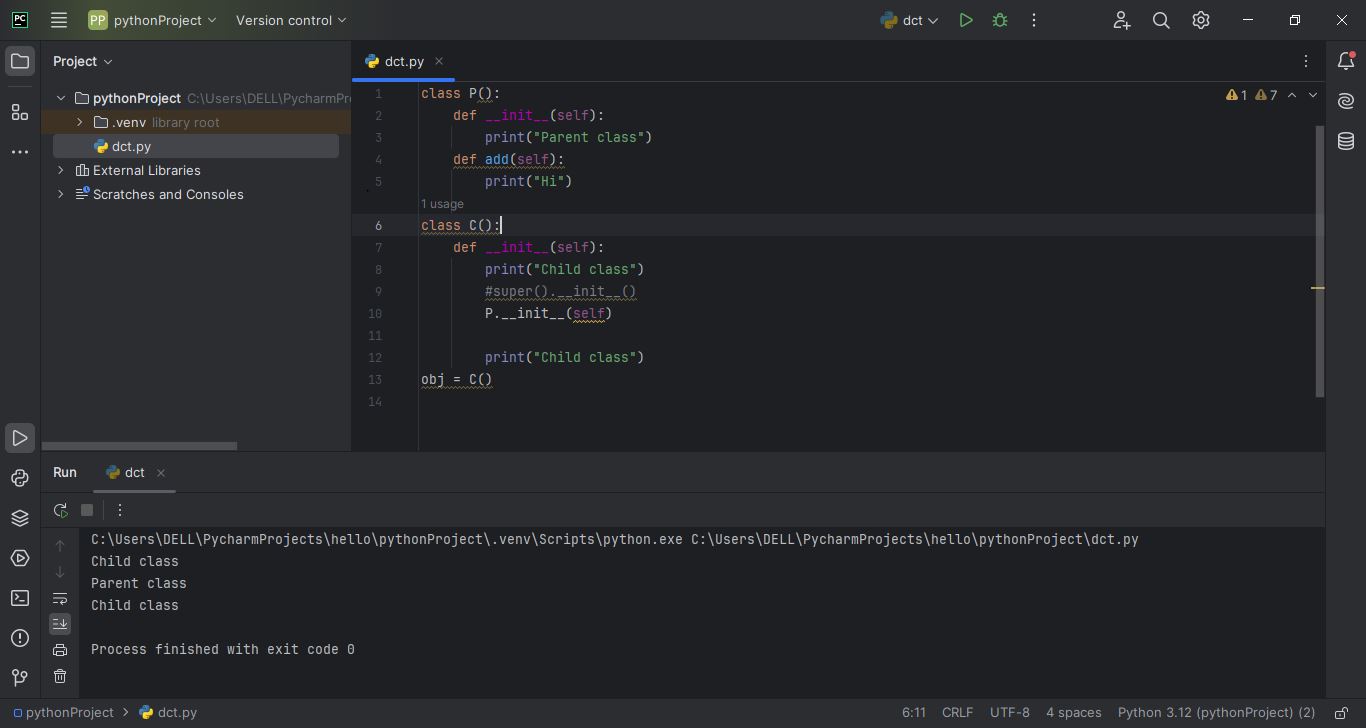 PC
PP pythonProject Version control dct
Project
dct.py
pythonProject C:\Users\DELL\PycharmPr
.venv library root
dct.py
External Libraries
Scratches and Consoles
1 7
1 class P():
2 def __init__(self):
3 print("Parent class")
4 def add(self):
5 print("Hi")
1 usage
6 class C():
7 def __init__(self):
8 print("Child class")
9 #super().__init__()
10 P.__init__(self)
11
12 print("Child class")
13 obj = C()
14
Run dct
C:\Users\DELL\PycharmProjects\hello\pythonProject\.venv\Scripts\python.exe C:\Users\DELL\PycharmProjects\hello\pythonProject\dct.py
Child class
Parent class
Child class
Process finished with exit code 0
pythonProject > dct.py 6:11 CRLF UTF-8 4 spaces Python 3.12 (pythonProject) (2)